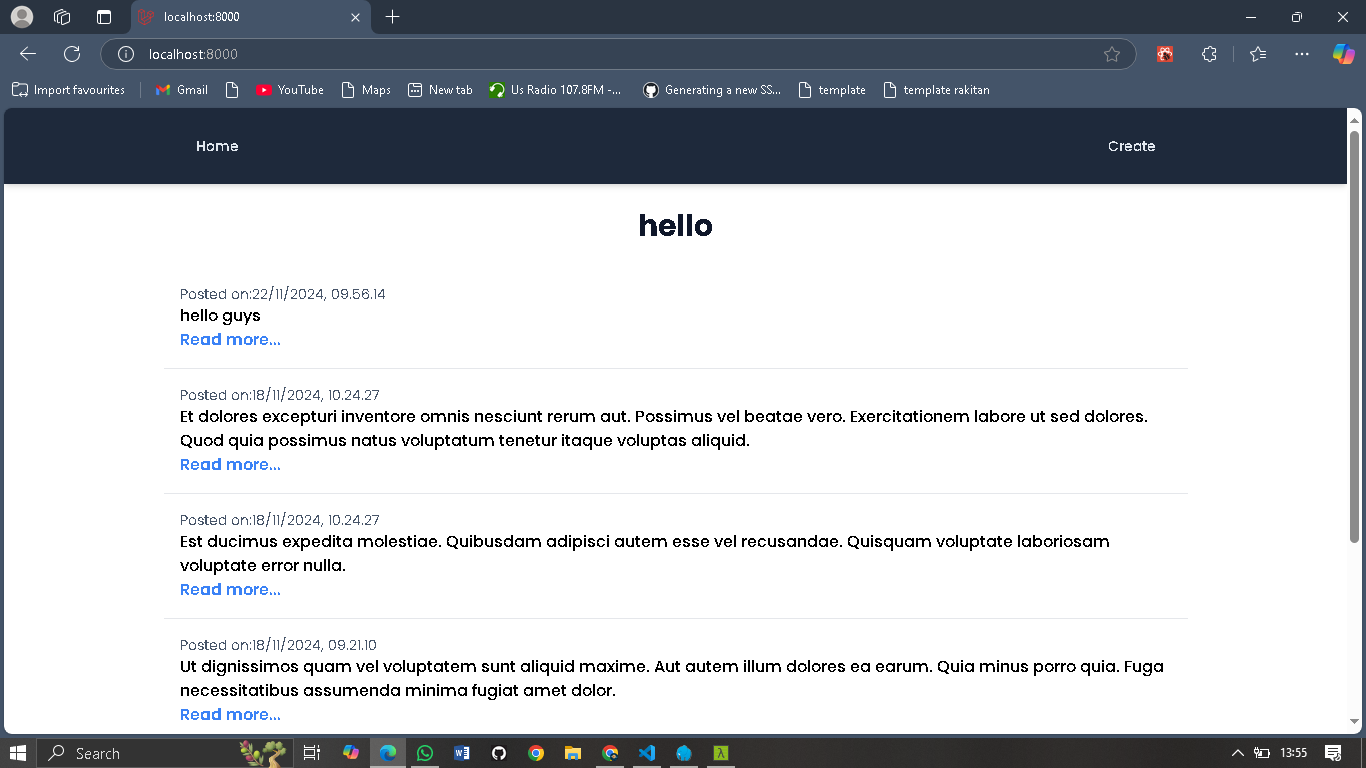 localhost:8000
localhost:8000
Import favourites
Gmail
YouTube
Maps
New tab
Us Radio 107.8FM -...
Generating a new SS...
template
template rakitan
Home
Create
hello
Posted on:22/11/2024, 09.56.14
hello guys
Read more...
Posted on:18/11/2024, 10.24.27
Et dolores excepturi inventore omnis nesciunt rerum aut. Possimus vel beatae vero. Exercitationem labore ut sed dolores.
Quod quia possimus natus voluptatum tenetur itaque voluptas aliquid.
Read more...
Posted on:18/11/2024, 10.24.27
Est ducimus expedita molestiae. Quibusdam adipisci autem esse vel recusandae. Quisquam voluptate laboriosam
voluptate error nulla.
Read more...
Posted on:18/11/2024, 09.21.10
Ut dignissimos quam vel voluptatem sunt aliquid maxime. Aut autem illum dolores ea earum. Quia minus porro quia. Fuga
necessitatibus assumenda minima fugiat amet dolor.
Read more...
Search
13:55